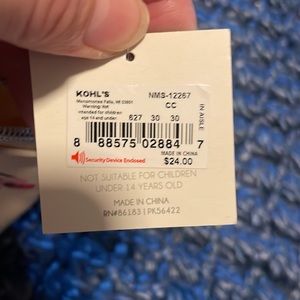 KOHL'S NMS-12267
Menomonee Falls, WI 53051 CC
Warning: Not
intended for children
age 14 and under 627 30 30
IN AISLE
8 88575 02884 7
MADE IN CHINA
Security Device Enclosed $24.00
NOT SUITABLE FOR CHILDREN
UNDER 14 YEARS OLD
MADE IN CHINA
RN#86183 | PK56422